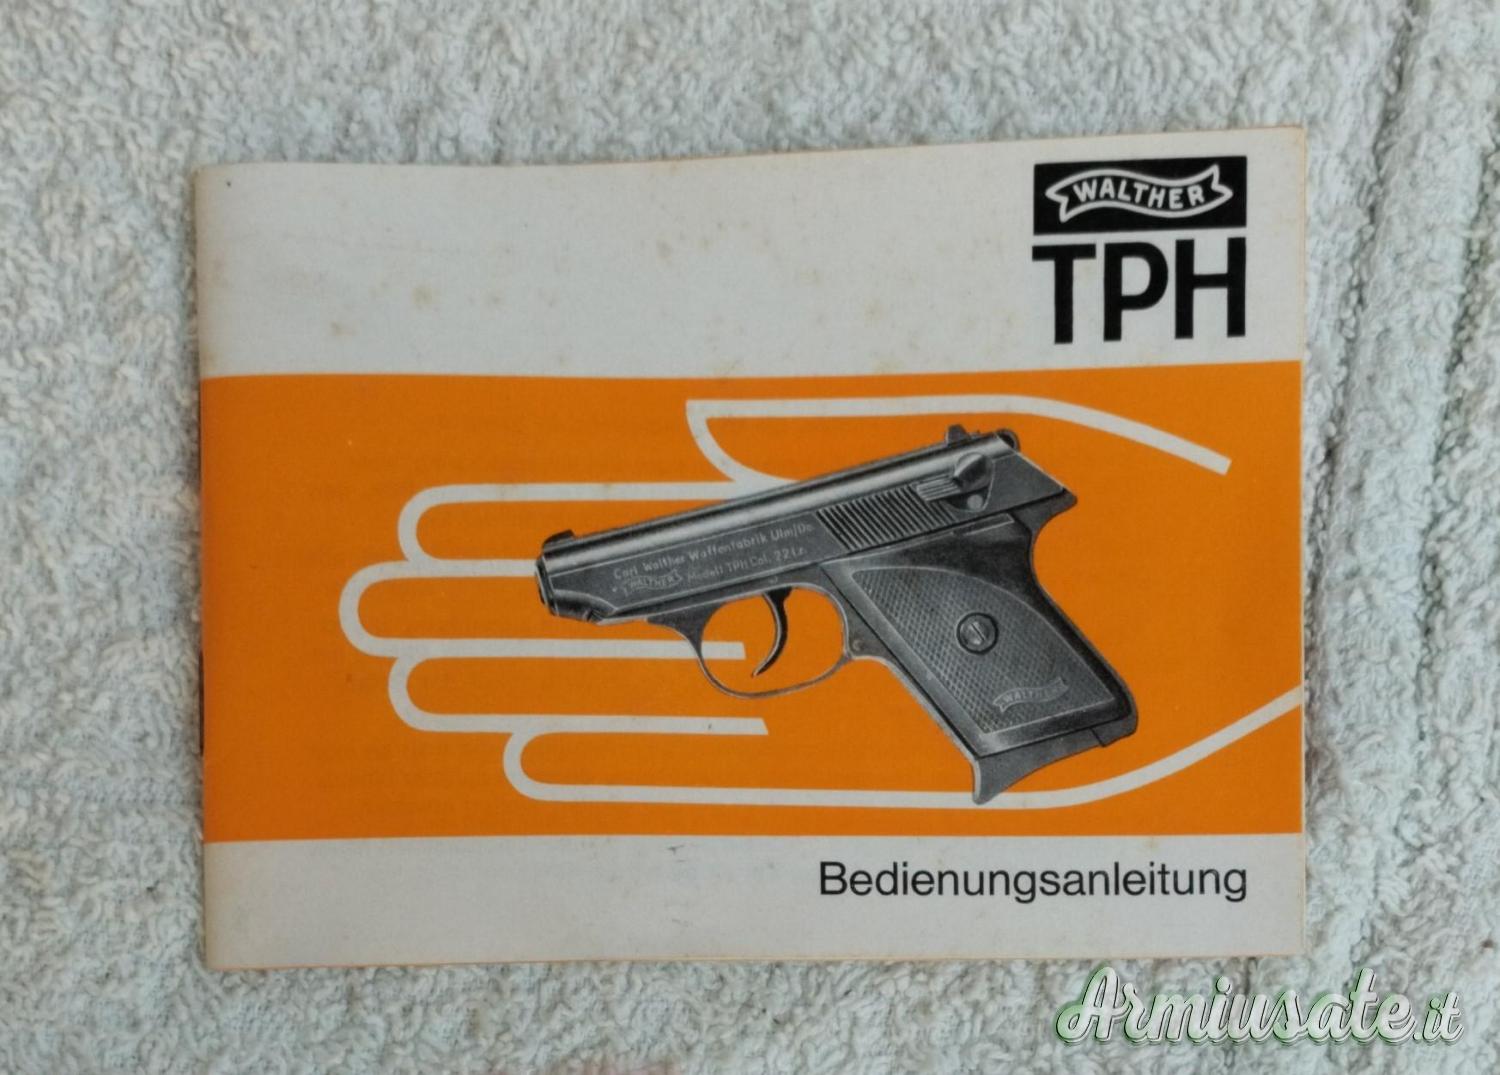 WALTHER
TPH
Carl Walther Waffenfabrik Ulm/Do.
WALTHER Modell TPH Cal. .22 l.r.
WALTHER
Bedienungsanleitung
Armiusate.it